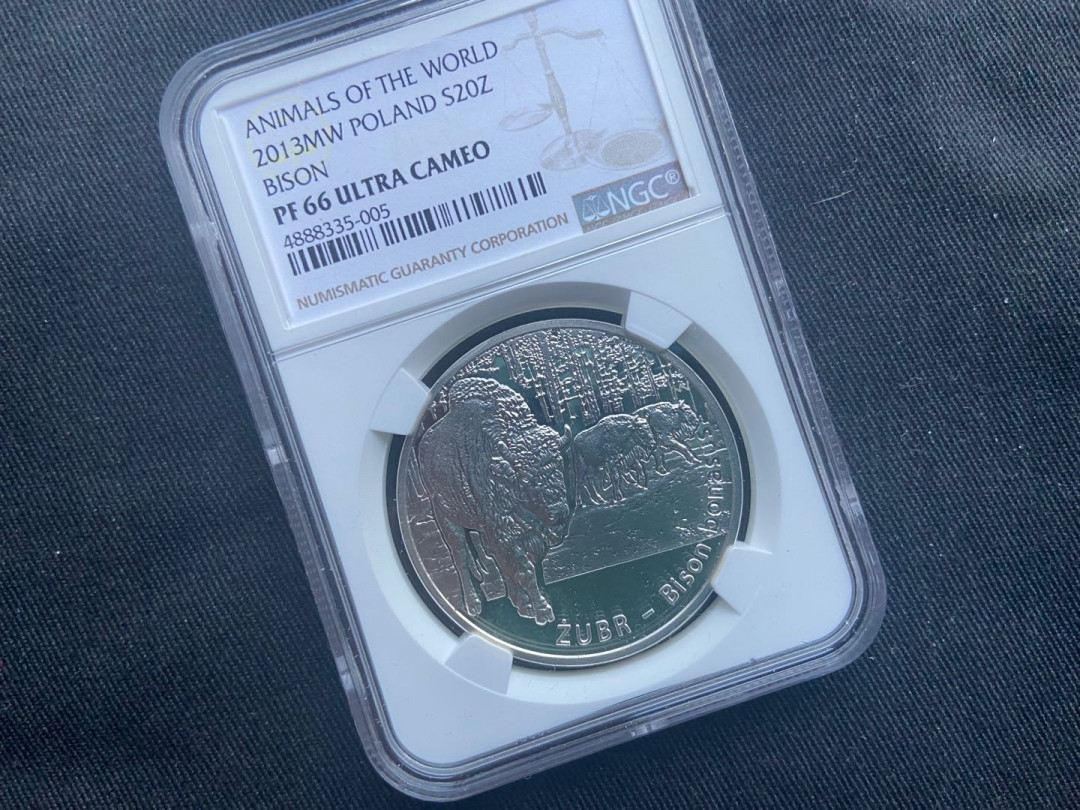 ANIMALS OF THE WORLD
2013MW POLAND S20Z
BISON
PF 66 ULTRA CAMEO
4888335-005
NGC®
NUMISMATIC GUARANTY CORPORATION
ŻUBR – Bison bonasus